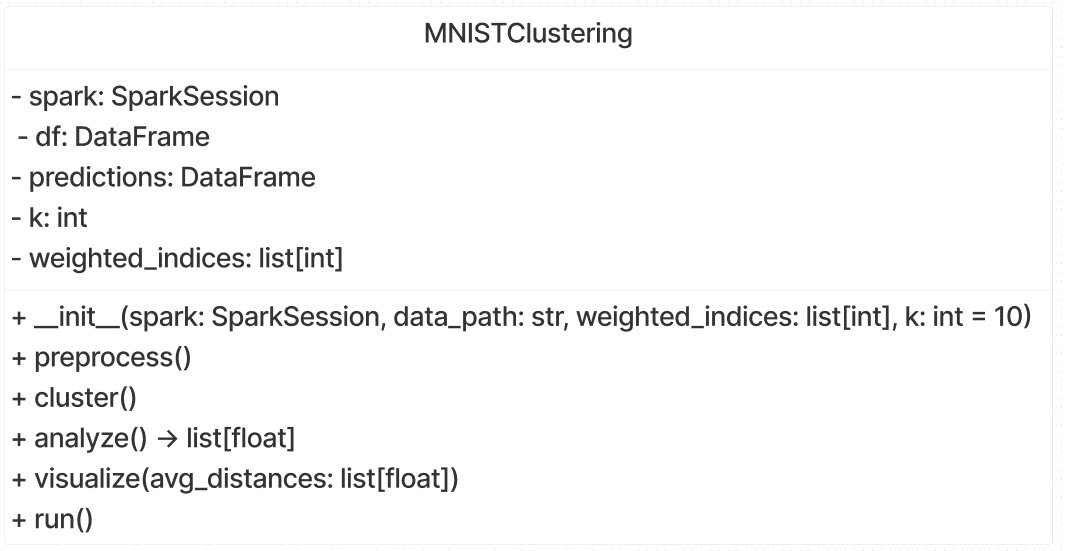 MNISTClustering
- spark: SparkSession
- df: DataFrame
- predictions: DataFrame
- k: int
- weighted_indices: list[int]
+ __init__(spark: SparkSession, data_path: str, weighted_indices: list[int], k: int = 10)
+ preprocess()
+ cluster()
+ analyze() → list[float]
+ visualize(avg_distances: list[float])
+ run()